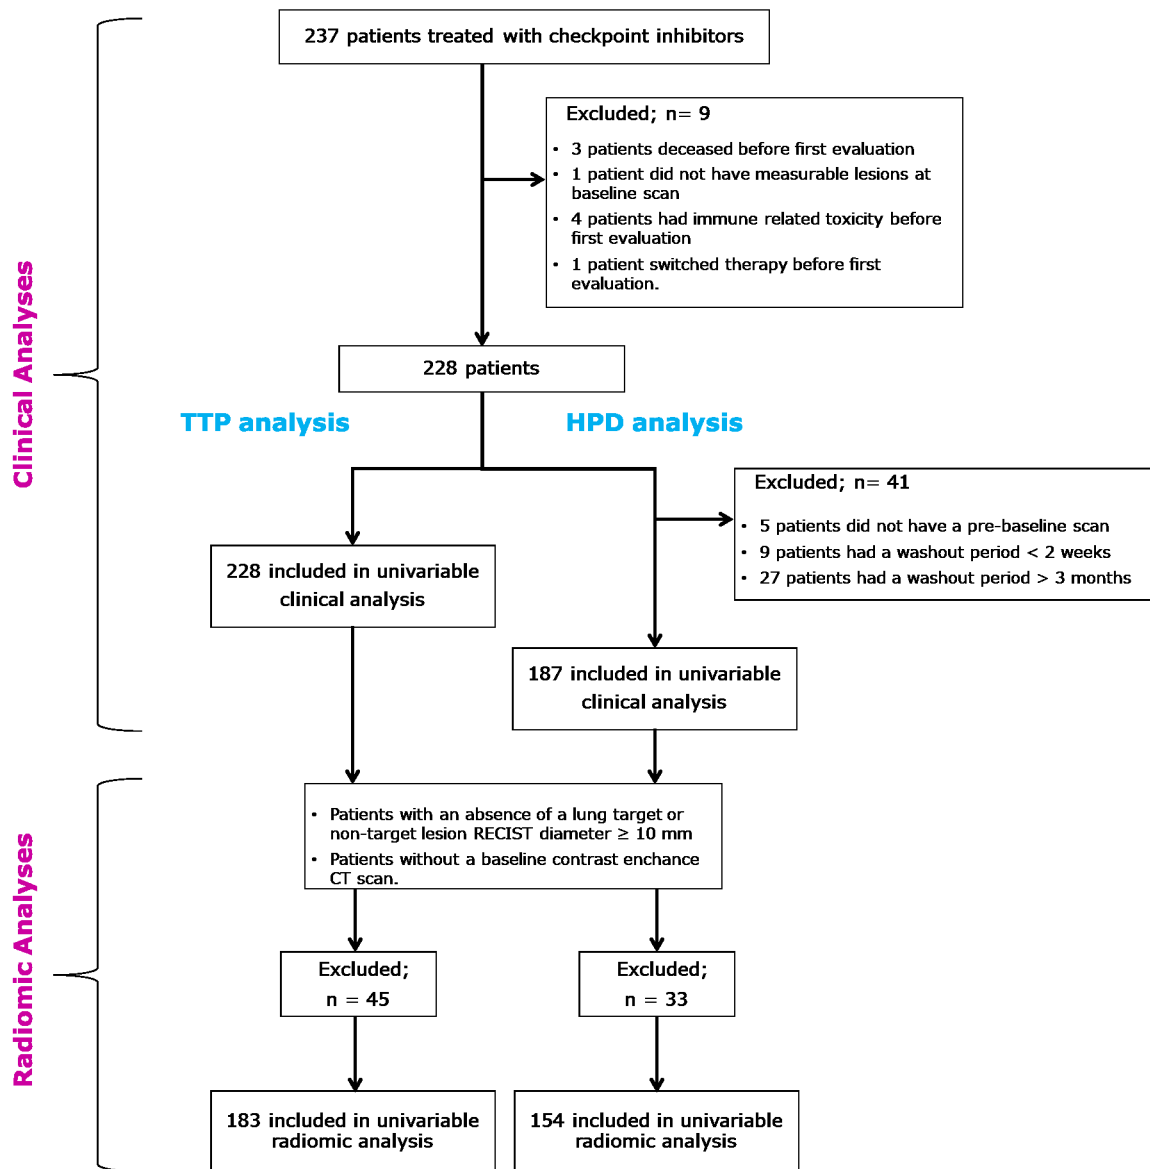 237 patients treated with checkpoint inhibitors
Excluded; n= 9
• 3 patients deceased before first evaluation
• 1 patient did not have measurable lesions at
baseline scan
• 4 patients had immune related toxicity before
first evaluation
• 1 patient switched therapy before first
evaluation.
Clinical Analyses
228 patients
TTP analysis
HPD analysis
Excluded; n= 41
• 5 patients did not have a pre-baseline scan
• 9 patients had a washout period < 2 weeks
• 27 patients had a washout period > 3 months
228 included in univariable
clinical analysis
187 included in univariable
clinical analysis
Radiomic Analyses
• Patients with an absence of a lung target or
non-target lesion RECIST diameter ≥ 10 mm
• Patients without a baseline contrast enchance
CT scan.
Excluded;
n = 45
Excluded;
n = 33
183 included in univariable
radiomic analysis
154 included in univariable
radiomic analysis